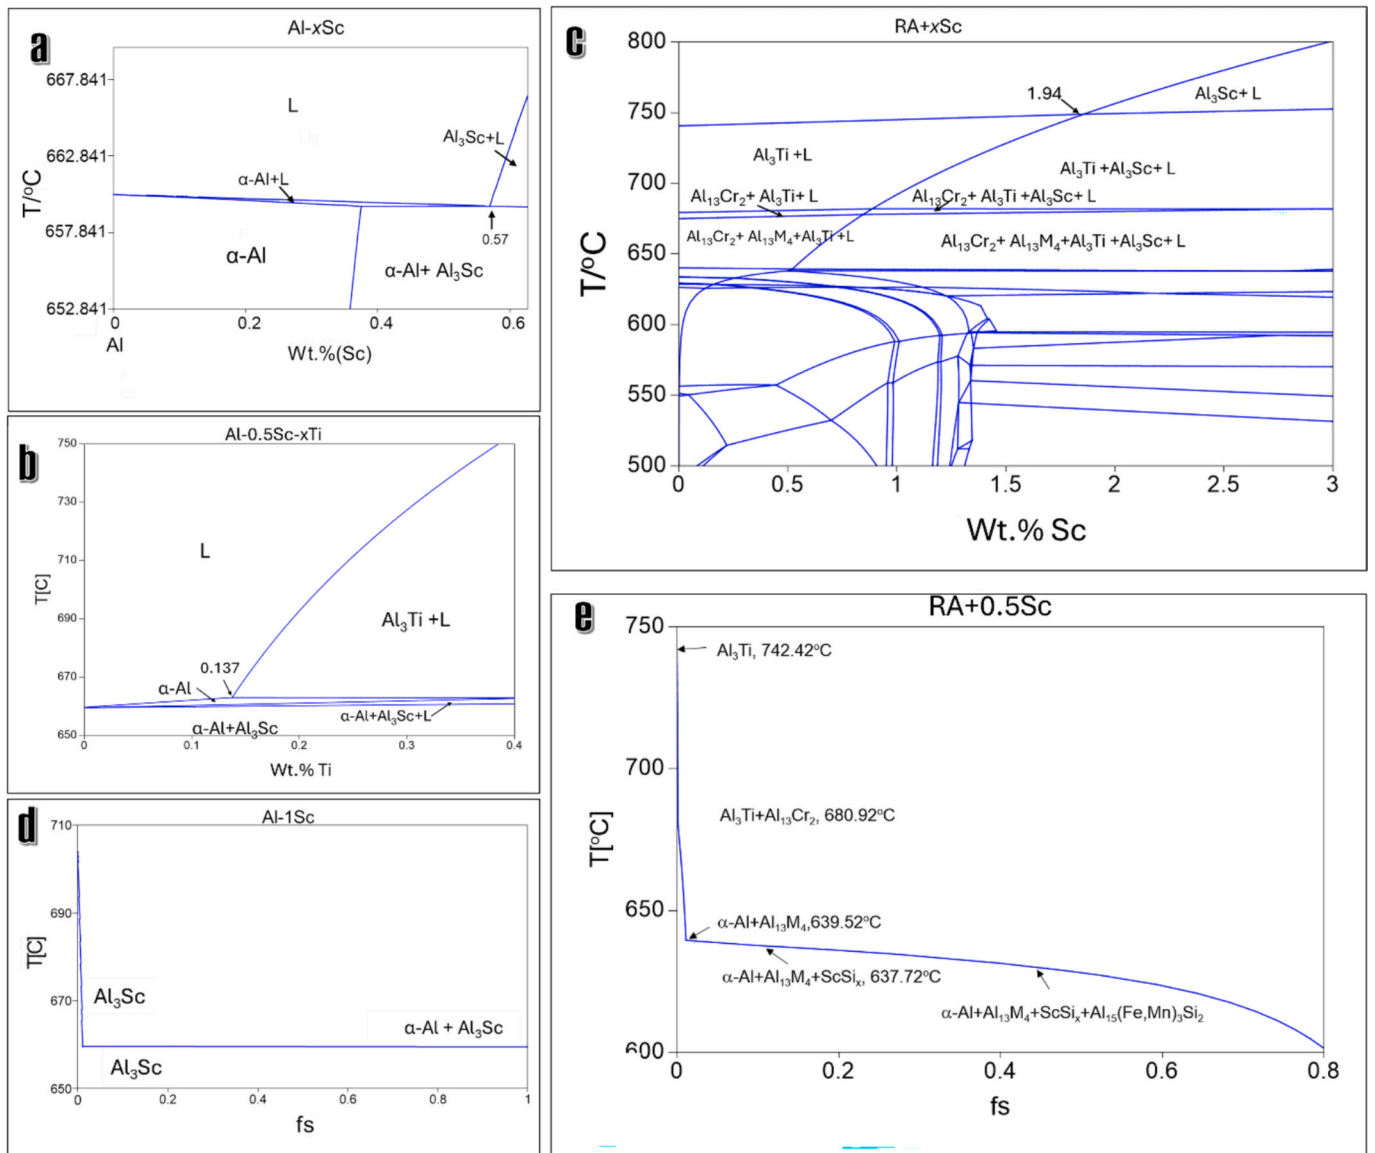 a
Al-xSc
667.841
662.841
657.841
652.841
T/°C
L
Al₃Sc+L
α-Al+L
0.57
α-Al
α-Al+ Al₃Sc
0 0.2 0.4 0.6
Al
Wt.%(Sc)
b
Al-0.5Sc-xTi
750
730
710
690
670
650
T[C]
L
Al₃Ti +L
0.137
α-Al
α-Al+Al₃Sc+L
α-Al+Al₃Sc
0 0.1 0.2 0.3 0.4
Wt.% Ti
c
RA+xSc
800
750
700
650
600
550
500
T/°C
1.94
Al₃Sc+ L
Al₃Ti +L
Al₃Ti +Al₃Sc+ L
Al₁₃Cr₂+ Al₃Ti+ L
Al₁₃Cr₂+ Al₃Ti +Al₃Sc+ L
Al₁₃Cr₂+ Al₁₃M₄+Al₃Ti +L
Al₁₃Cr₂+ Al₁₃M₄+Al₃Ti +Al₃Sc+ L
0 0.5 1 1.5 2 2.5 3
Wt.% Sc
d
Al-1Sc
710
690
670
650
T[C]
Al₃Sc
α-Al + Al₃Sc
Al₃Sc
0 0.2 0.4 0.6 0.8 1
fs
e
RA+0.5Sc
750
700
650
600
T[°C]
Al₃Ti, 742.42°C
Al₃Ti+Al₁₃Cr₂, 680.92°C
α-Al+Al₁₃M₄,639.52°C
α-Al+Al₁₃M₄+ScSiₓ, 637.72°C
α-Al+Al₁₃M₄+ScSiₓ+Al₁₅(Fe,Mn)₃Si₂
0 0.2 0.4 0.6 0.8
fs